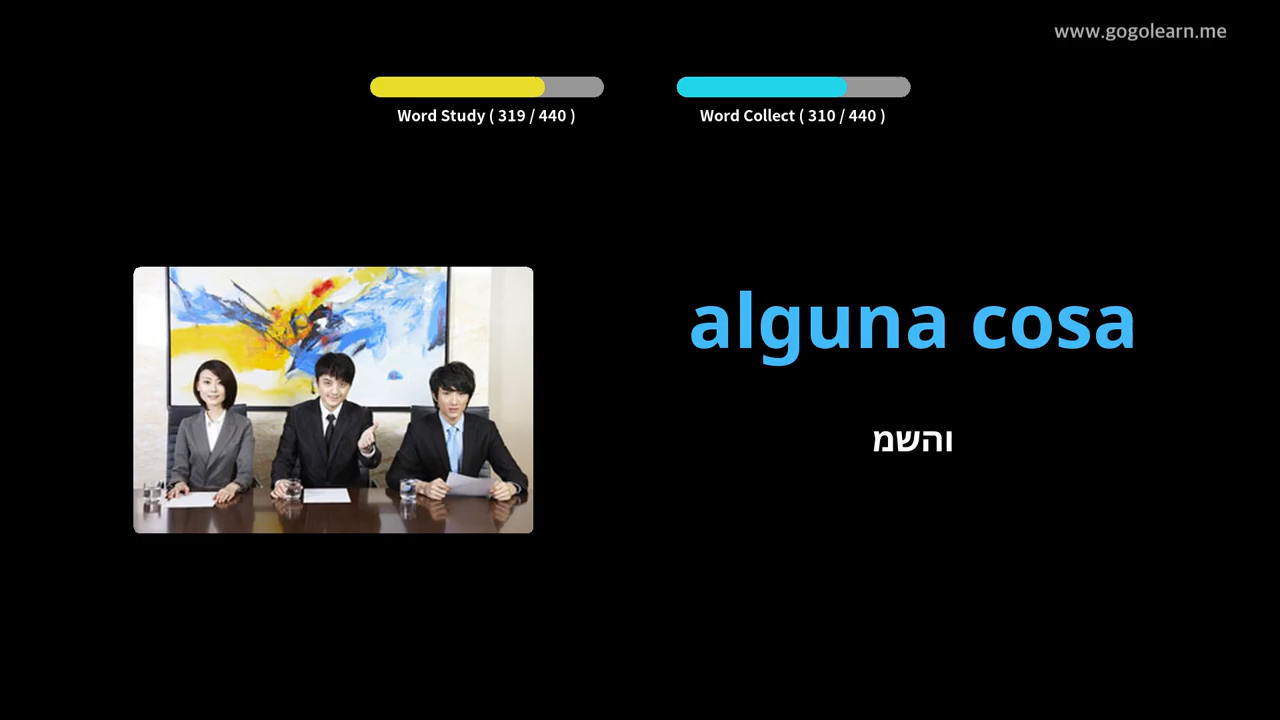 www.gogolearn.me
Word Study ( 319 / 440 )
Word Collect ( 310 / 440 )
alguna cosa
והשמ